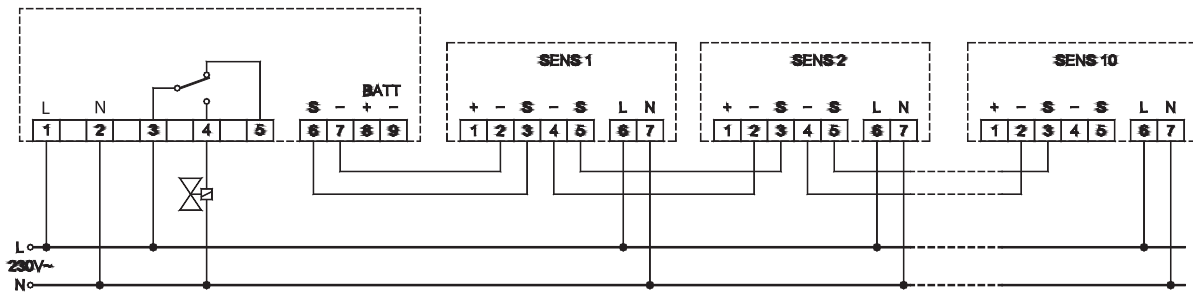 SENS 1 SENS 2 SENS 10
BATT
L N S – + – + – S – S L N + – S – S L N + – S – S L N
1 2 3 4 5 6 7 8 9 1 2 3 4 5 6 7 1 2 3 4 5 6 7 1 2 3 4 5 6 7
L
230V~
N